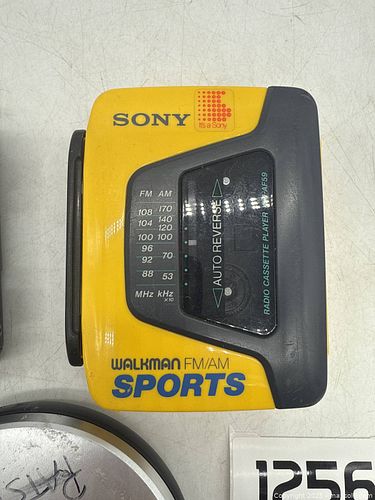 SONY
It's a Sony
FM AM
108 170
104 140
120
100 100
96
92 70
88 53
MHz kHz
X10
AUTO REVERSE
RADIO CASSETTE PLAYER WM-AF59
WALKMAN FM/AM
SPORTS
RATS
1256